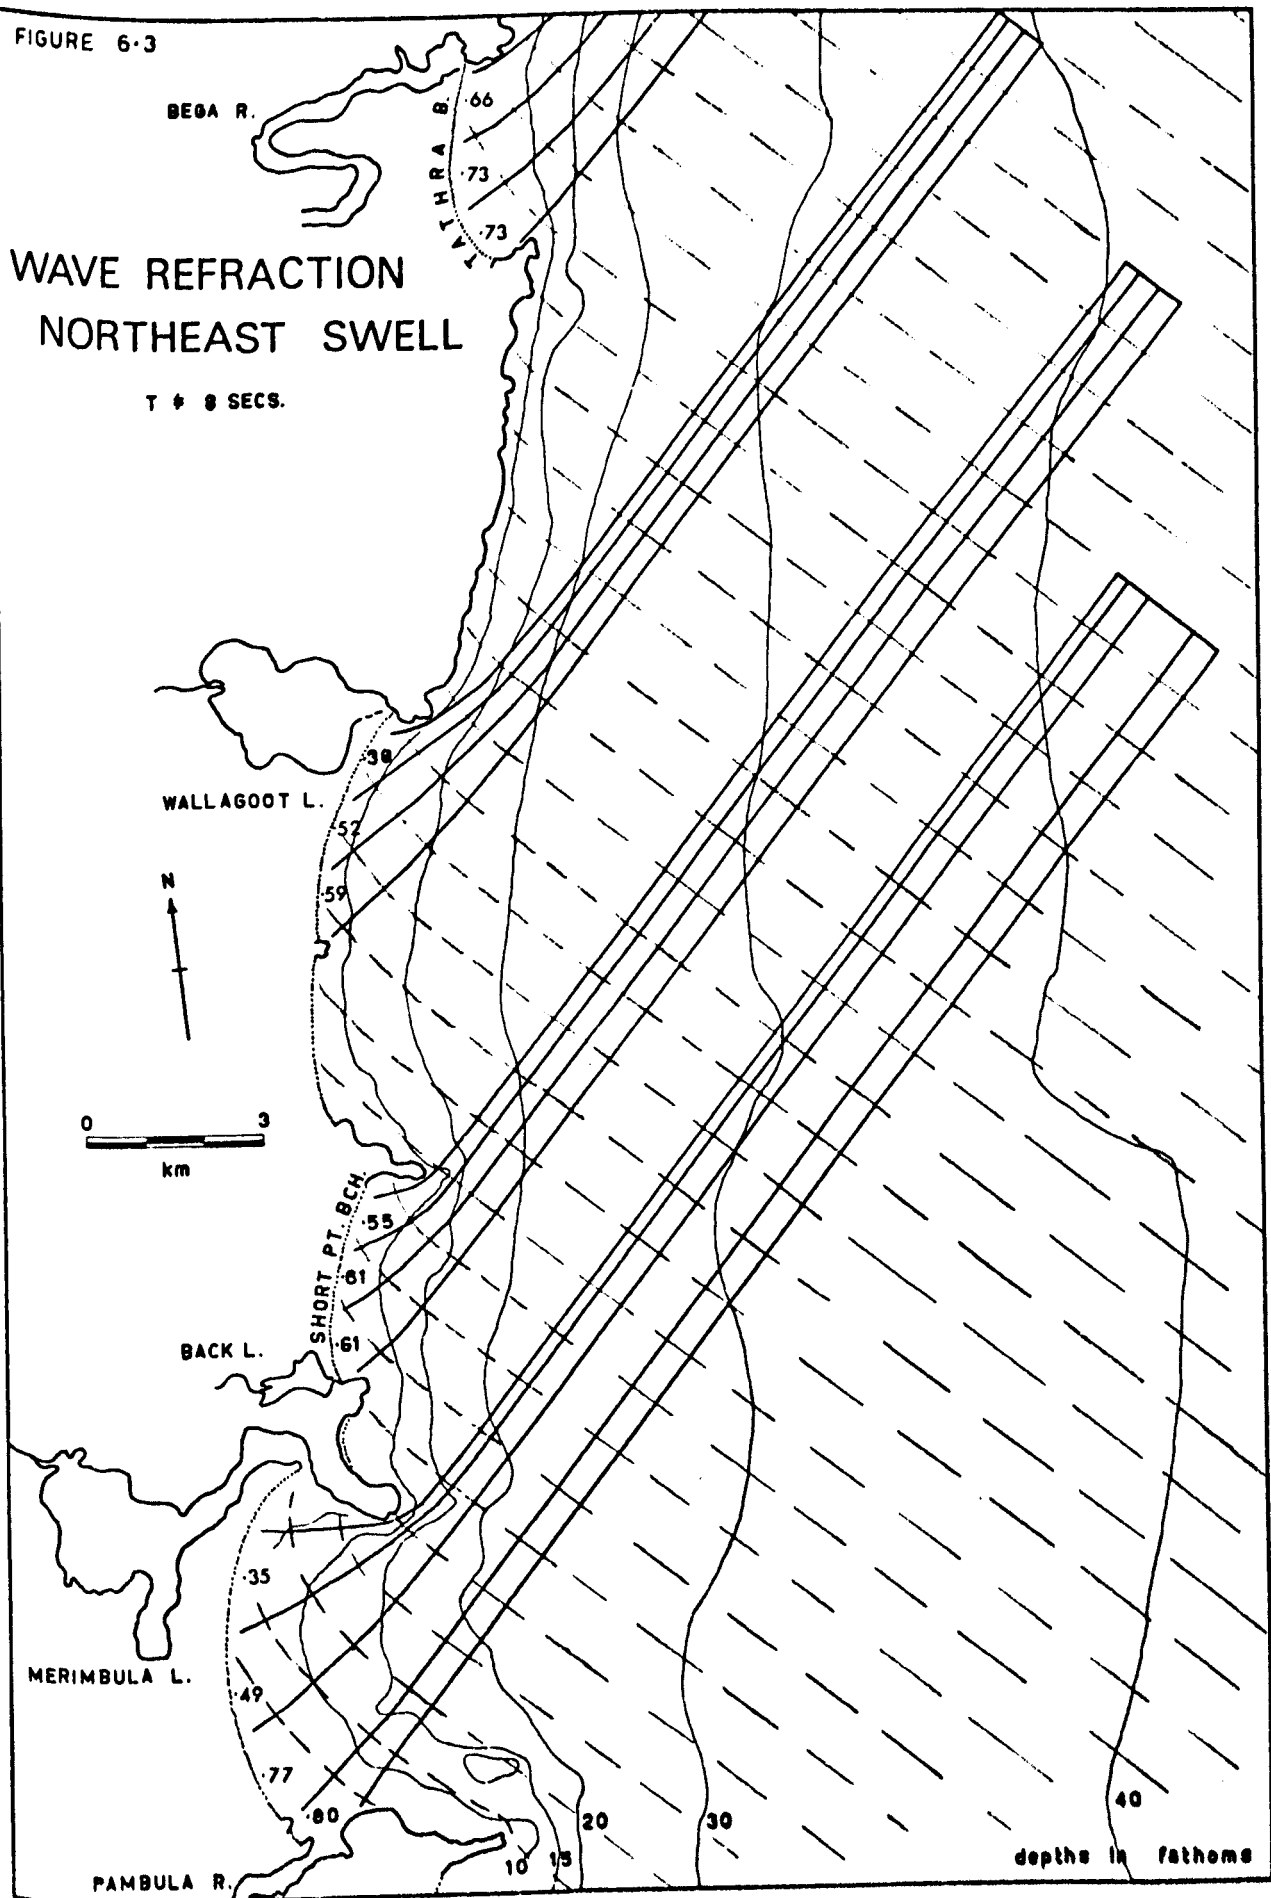 FIGURE 6·3
BEGA R.
TATHRA B.
·66
·73
·73
WAVE REFRACTION
NORTHEAST SWELL
T ǂ 8 SECS.
WALLAGOOT L.
·52
·59
N
0 3
km
SHORT PT. BCH.
·55
·61
·61
BACK L.
·35
MERIMBULA L.
·49
·77
·80
PAMBULA R.
10 15 20 30 40
depths in fathoms